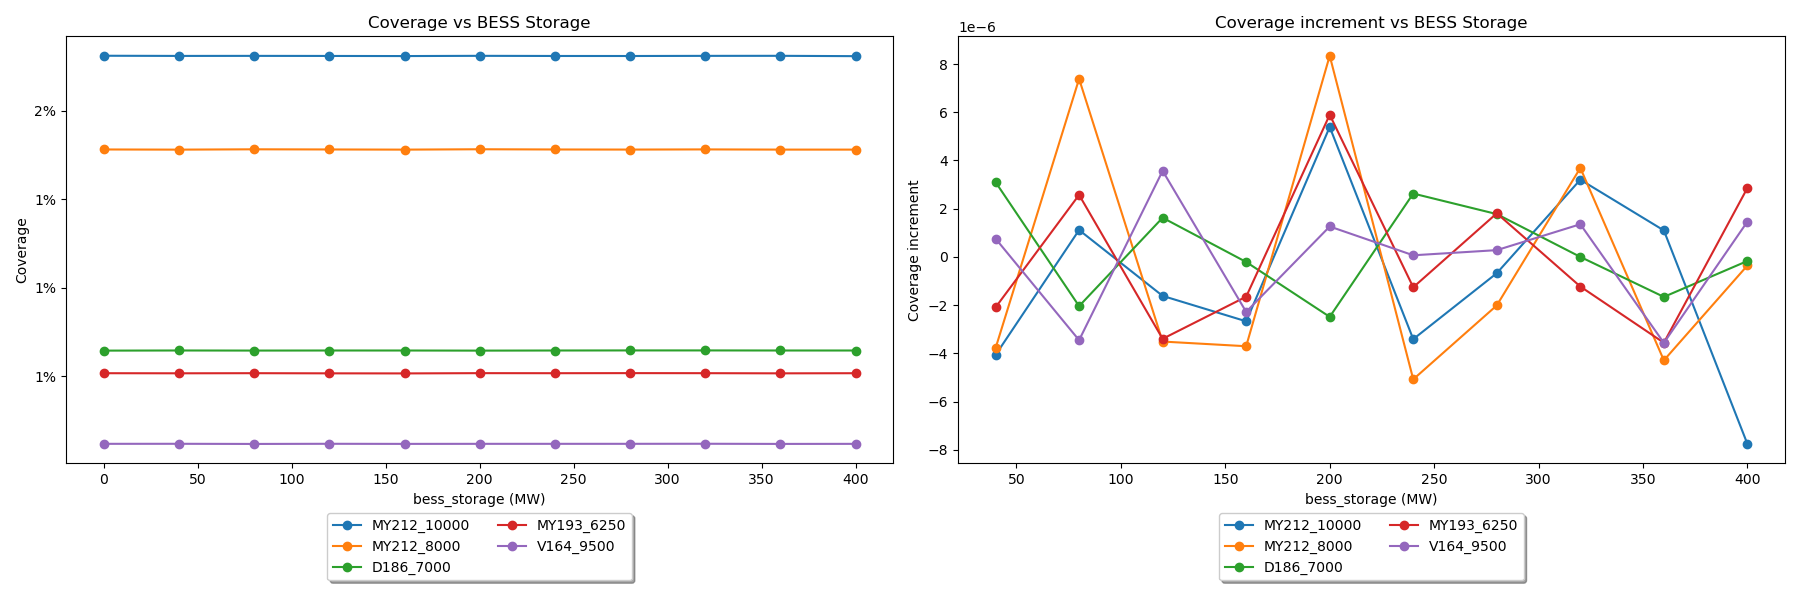 Coverage vs BESS Storage
2%
1%
1%
1%
Coverage
0 50 100 150 200 250 300 350 400
bess_storage (MW)
MY212_10000 MY193_6250
MY212_8000 V164_9500
D186_7000
Coverage increment vs BESS Storage
1e−6
8
6
4
2
0
−2
−4
−6
−8
Coverage increment
50 100 150 200 250 300 350 400
bess_storage (MW)
MY212_10000 MY193_6250
MY212_8000 V164_9500
D186_7000